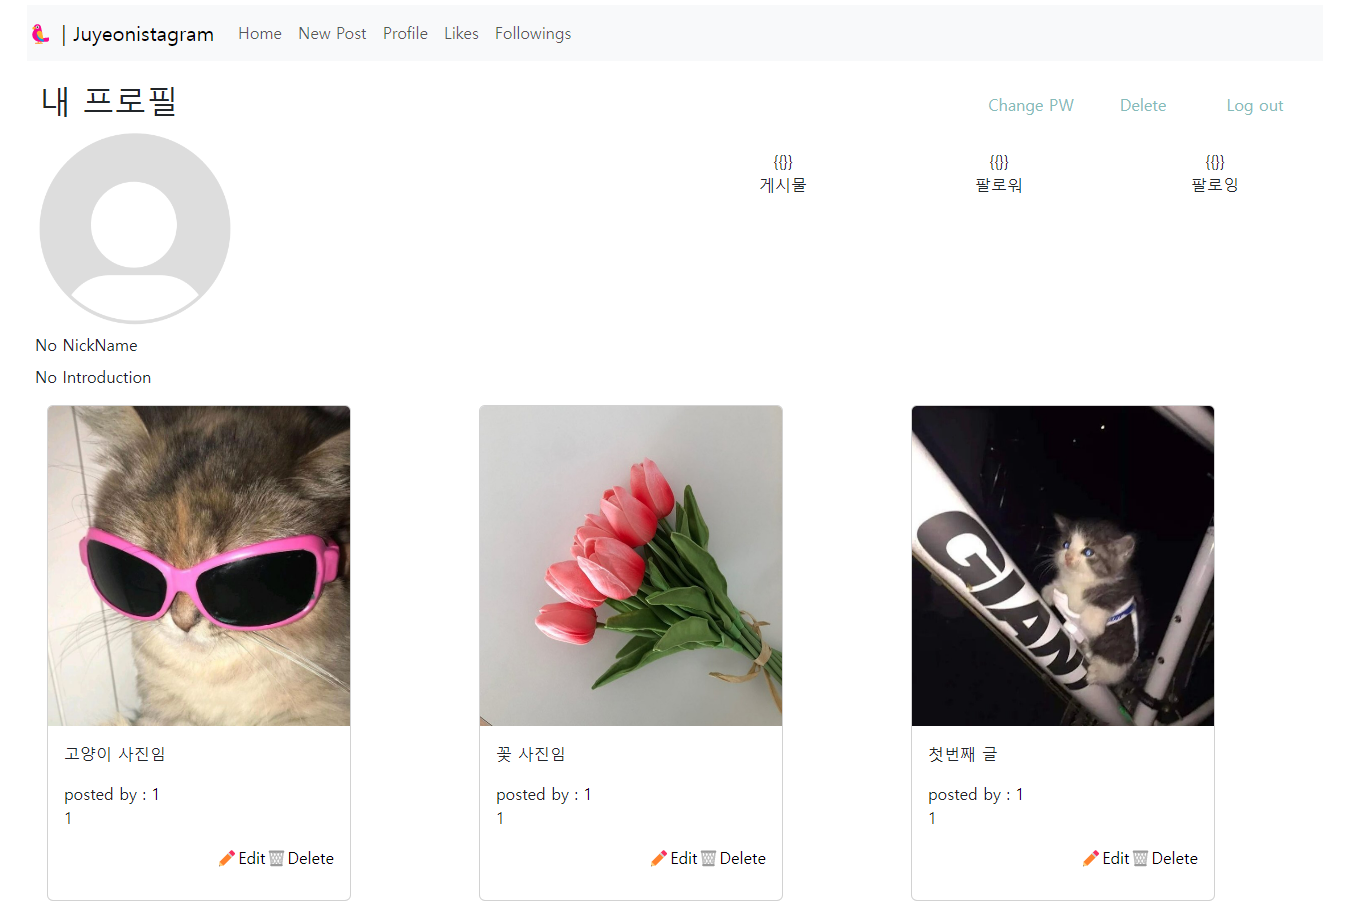 | Juyeonistagram Home New Post Profile Likes Followings
내 프로필
Change PW Delete Log out
{{}} {{}} {{}}
게시물 팔로워 팔로잉
No NickName
No Introduction
GIANT
고양이 사진임
posted by : 1
1
Edit Delete
꽃 사진임
posted by : 1
1
Edit Delete
첫번째 글
posted by : 1
1
Edit Delete